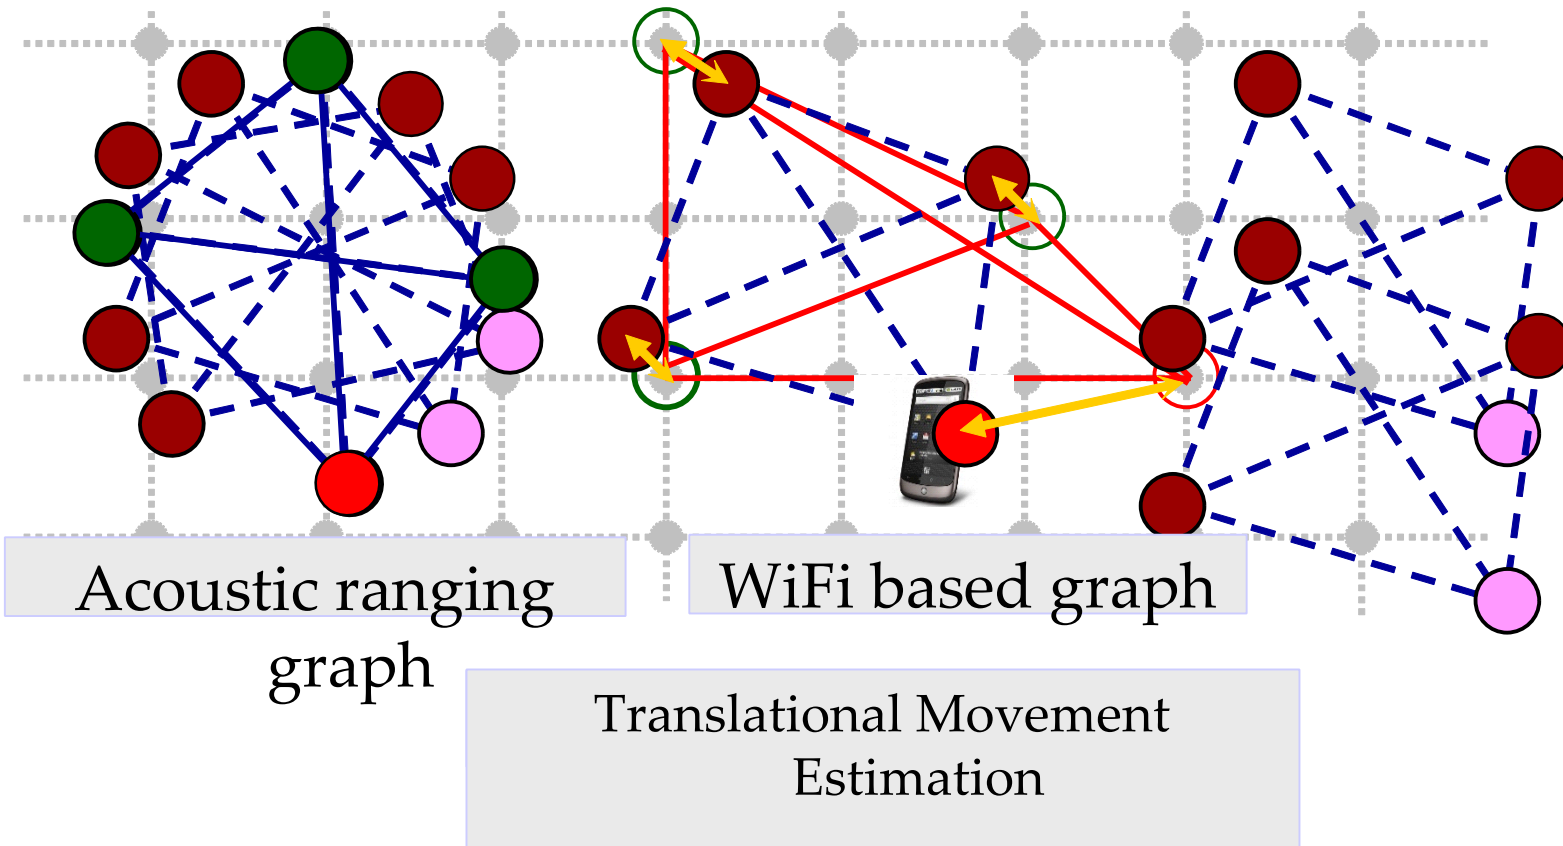 Acoustic ranging
graph
WiFi based graph
Translational Movement
Estimation